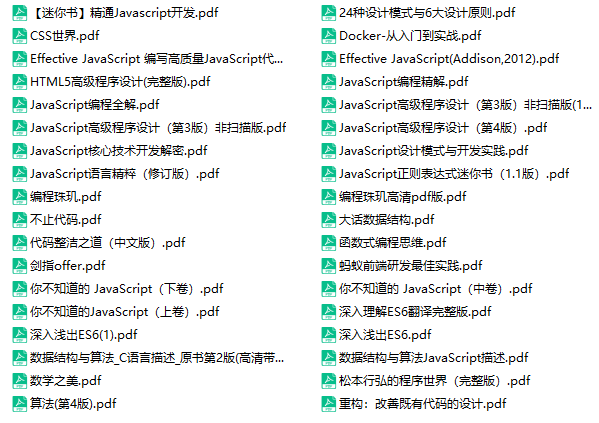 【迷你书】精通Javascript开发.pdf
24种设计模式与6大设计原则.pdf
CSS世界.pdf
Docker-从入门到实战.pdf
Effective JavaScript 编写高质量JavaScript代...
Effective JavaScript(Addison,2012).pdf
HTML5高级程序设计(完整版).pdf
JavaScript编程精解.pdf
JavaScript编程全解.pdf
JavaScript高级程序设计（第3版）非扫描版(1...
JavaScript高级程序设计（第3版）非扫描版.pdf
JavaScript高级程序设计（第4版）.pdf
JavaScript核心技术开发解密.pdf
JavaScript设计模式与开发实践.pdf
JavaScript语言精粹（修订版）.pdf
JavaScript正则表达式迷你书（1.1版）.pdf
编程珠玑.pdf
编程珠玑高清pdf版.pdf
不止代码.pdf
大话数据结构.pdf
代码整洁之道（中文版）.pdf
函数式编程思维.pdf
剑指offer.pdf
蚂蚁前端研发最佳实践.pdf
你不知道的 JavaScript（下卷）.pdf
你不知道的 JavaScript（中卷）.pdf
你不知道的JavaScript（上卷）.pdf
深入理解ES6翻译完整版.pdf
深入浅出ES6(1).pdf
深入浅出ES6.pdf
数据结构与算法_C语言描述_原书第2版(高清带...
数据结构与算法JavaScript描述.pdf
数学之美.pdf
松本行弘的程序世界（完整版）.pdf
算法(第4版).pdf
重构：改善既有代码的设计.pdf